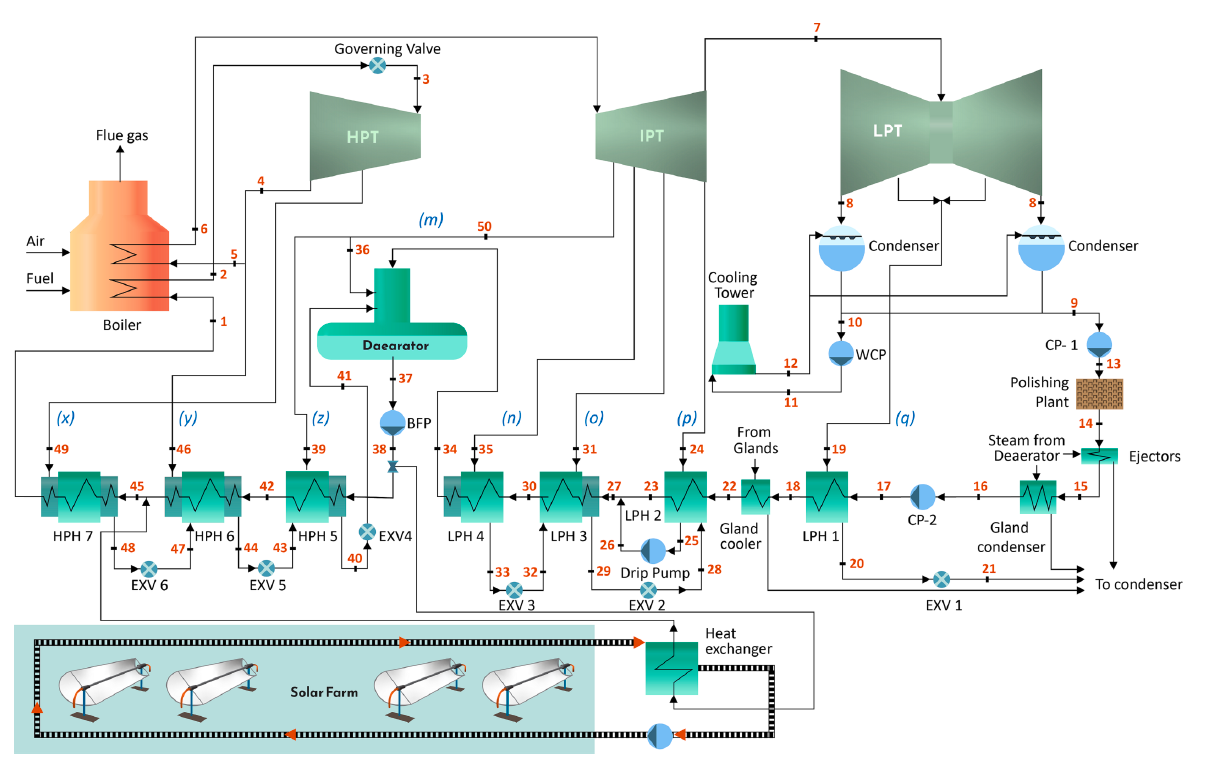 7
Governing Valve
3
HPT
IPT
LPT
Flue gas
4
6
(m)
50
8
8
Air
5
36
Condenser
Condenser
2
Fuel
Cooling
Tower
9
Boiler
1
10
CP- 1
Daearator
WCP
12
13
41
37
11
Polishing
Plant
(x)
(y)
(z)
BFP
(n)
(o)
(p)
(q)
14
From
Glands
Steam from
Deaerator
Ejectors
49
46
39
38
34
35
31
24
19
45
42
30
27
23
22
18
17
16
15
LPH 2
HPH 7
HPH 6
HPH 5
EXV4
LPH 4
LPH 3
Gland
cooler
LPH 1
CP-2
Gland
condenser
48
47
44
43
40
33
32
29
26
25
28
20
21
Drip Pump
To condenser
EXV 6
EXV 5
EXV 3
EXV 2
EXV 1
Heat
exchanger
Solar Farm